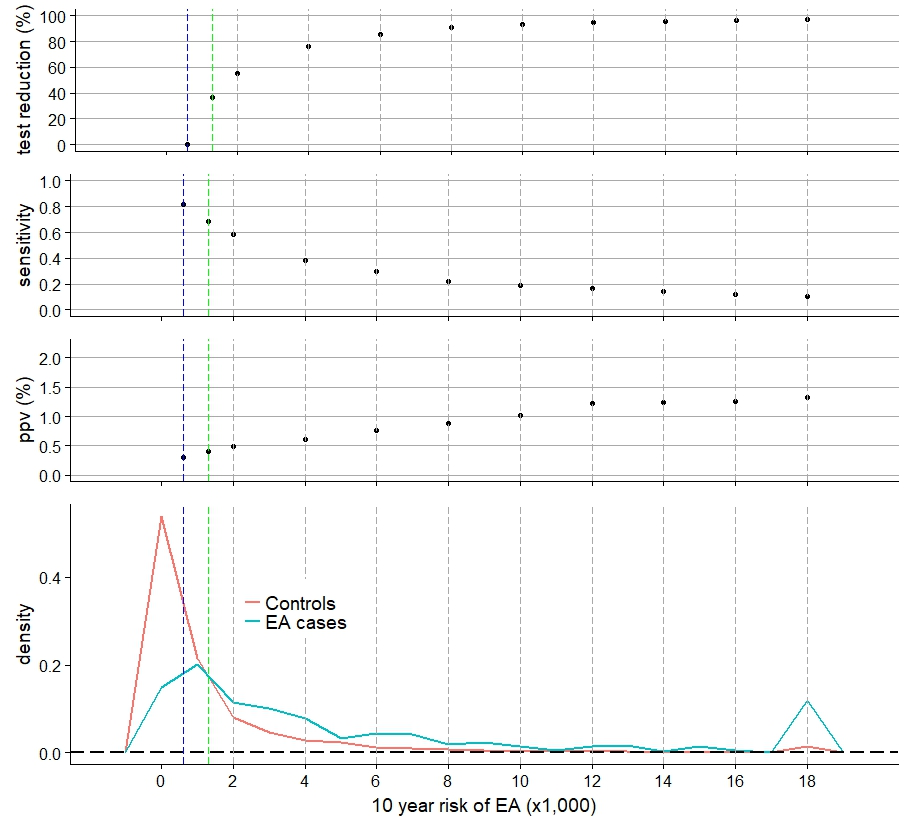 test reduction (%)
100
80
60
40
20
0
sensitivity
1.0
0.8
0.6
0.4
0.2
0.0
ppv (%)
2.0
1.5
1.0
0.5
0.0
density
0.4
0.2
0.0
Controls
EA cases
0 2 4 6 8 10 12 14 16 18
10 year risk of EA (x1,000)